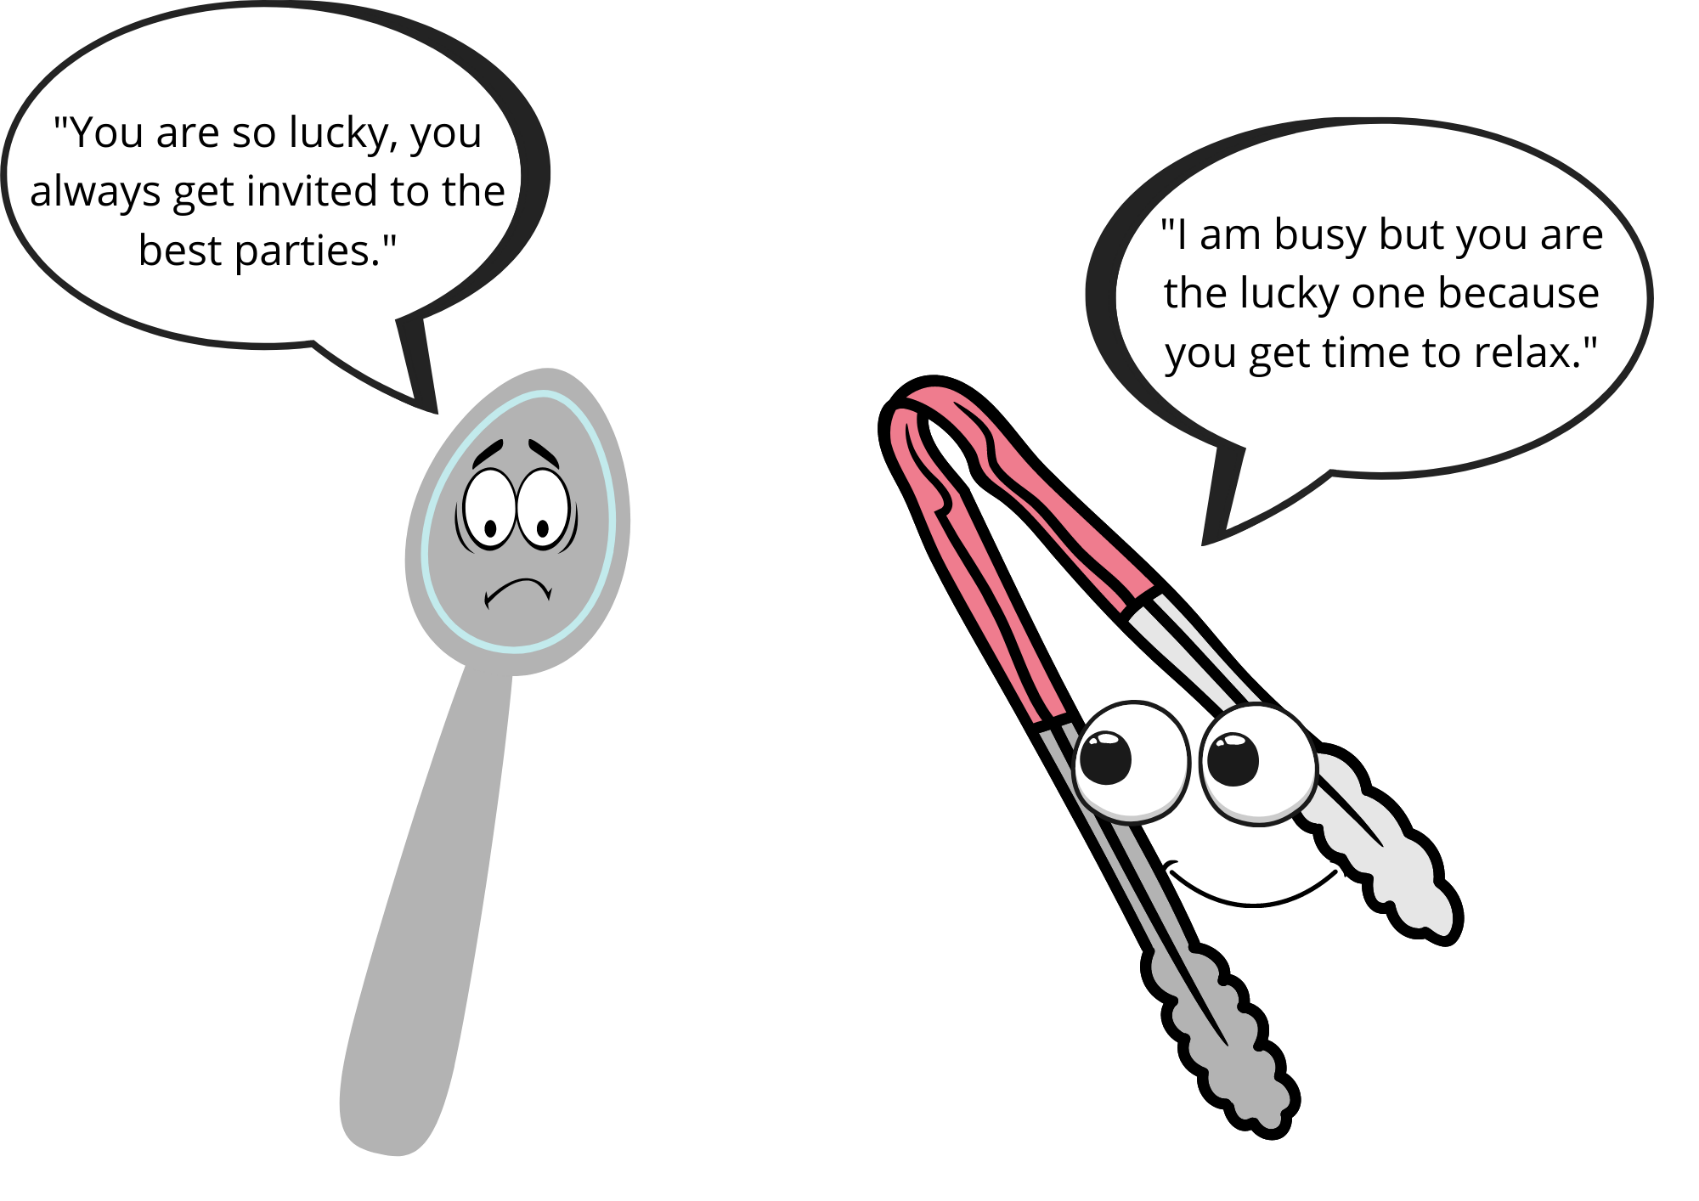 "You are so lucky, you
always get invited to the
best parties."
"I am busy but you are
the lucky one because
you get time to relax."